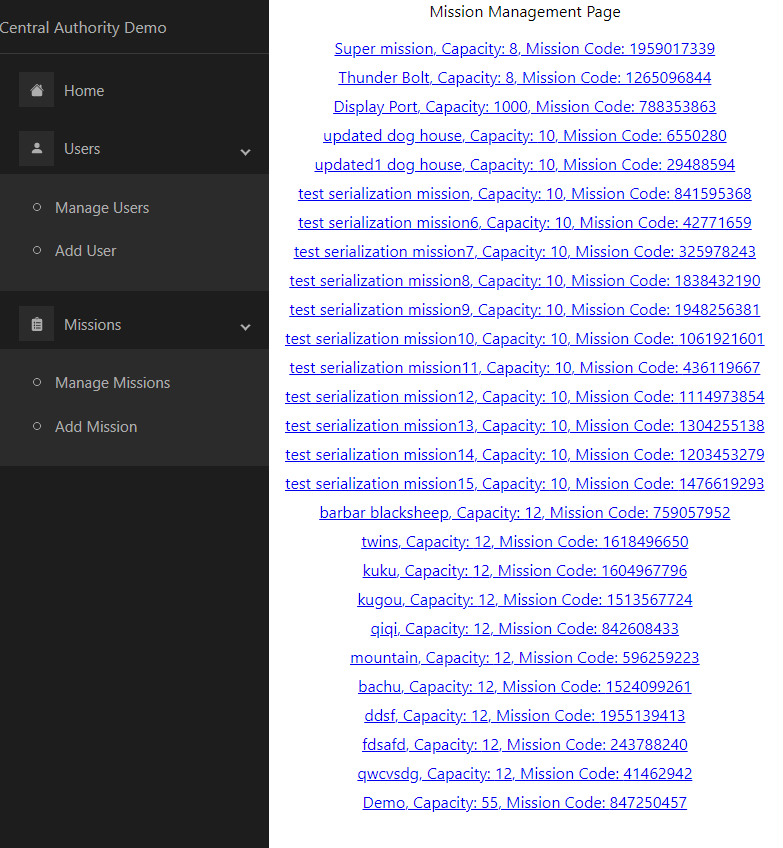 Central Authority Demo
Home
Users
Manage Users
Add User
Missions
Manage Missions
Add Mission
Mission Management Page
Super mission, Capacity: 8, Mission Code: 1959017339
Thunder Bolt, Capacity: 8, Mission Code: 1265096844
Display Port, Capacity: 1000, Mission Code: 788353863
updated dog house, Capacity: 10, Mission Code: 6550280
updated1 dog house, Capacity: 10, Mission Code: 29488594
test serialization mission, Capacity: 10, Mission Code: 841595368
test serialization mission6, Capacity: 10, Mission Code: 42771659
test serialization mission7, Capacity: 10, Mission Code: 325978243
test serialization mission8, Capacity: 10, Mission Code: 1838432190
test serialization mission9, Capacity: 10, Mission Code: 1948256381
test serialization mission10, Capacity: 10, Mission Code: 1061921601
test serialization mission11, Capacity: 10, Mission Code: 436119667
test serialization mission12, Capacity: 10, Mission Code: 1114973854
test serialization mission13, Capacity: 10, Mission Code: 1304255138
test serialization mission14, Capacity: 10, Mission Code: 1203453279
test serialization mission15, Capacity: 10, Mission Code: 1476619293
barbar blacksheep, Capacity: 12, Mission Code: 759057952
twins, Capacity: 12, Mission Code: 1618496650
kuku, Capacity: 12, Mission Code: 1604967796
kugou, Capacity: 12, Mission Code: 1513567724
qiqi, Capacity: 12, Mission Code: 842608433
mountain, Capacity: 12, Mission Code: 596259223
bachu, Capacity: 12, Mission Code: 1524099261
ddsf, Capacity: 12, Mission Code: 1955139413
fdsafd, Capacity: 12, Mission Code: 243788240
qwcvsdg, Capacity: 12, Mission Code: 41462942
Demo, Capacity: 55, Mission Code: 847250457